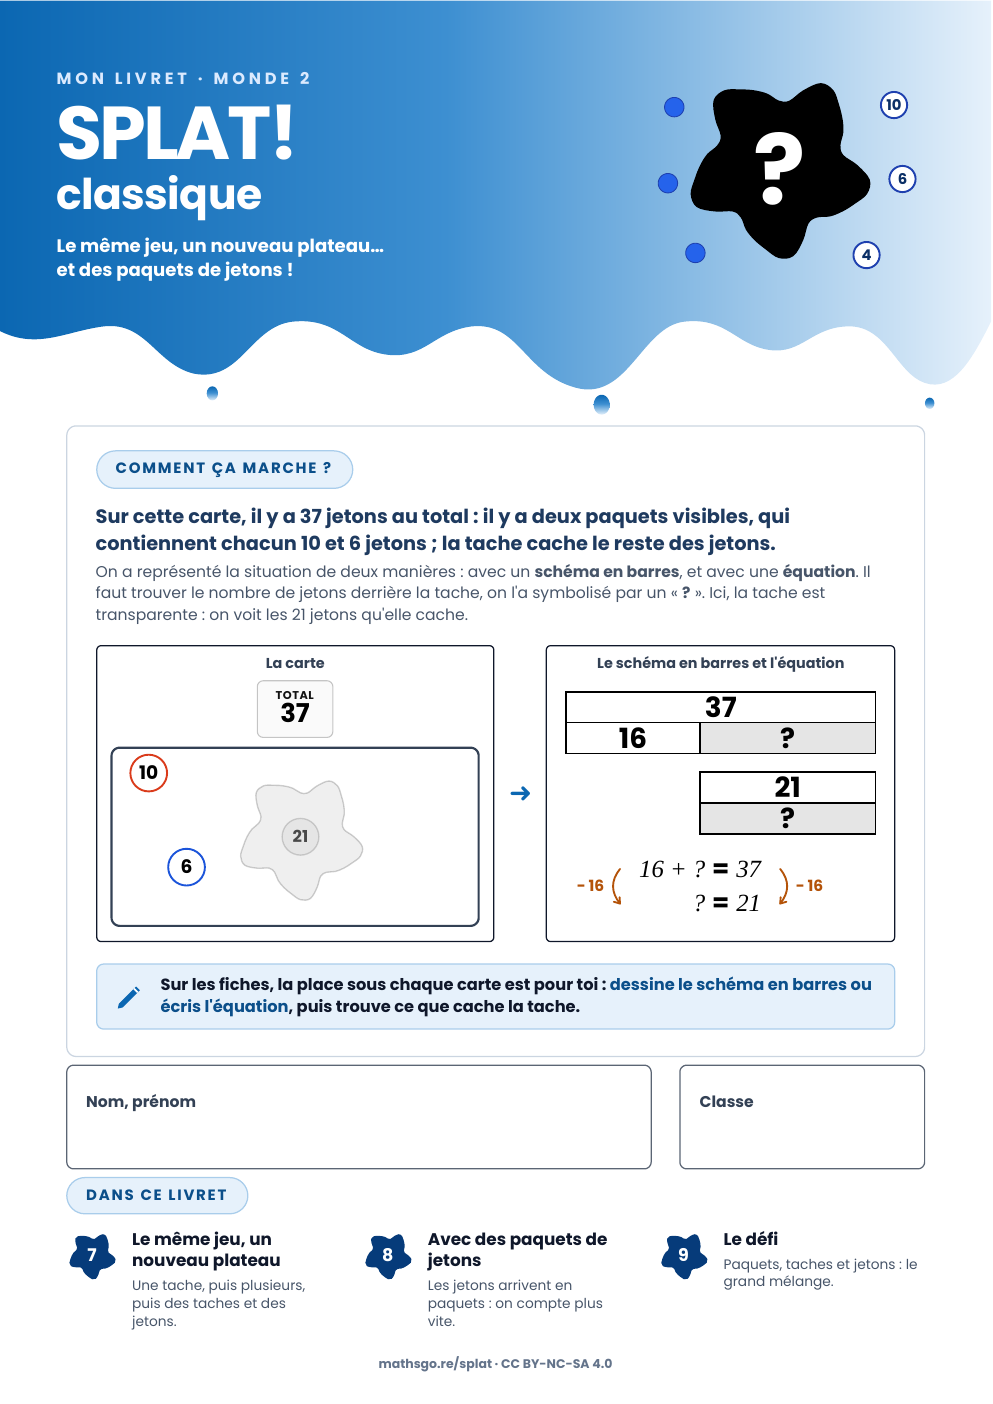 MON LIVRET · MONDE 2
SPLAT!
classique
Le même jeu, un nouveau plateau...
et des paquets de jetons !
?
10
6
4
COMMENT ÇA MARCHE ?
Sur cette carte, il y a 37 jetons au total : il y a deux paquets visibles, qui
contiennent chacun 10 et 6 jetons ; la tache cache le reste des jetons.
On a représenté la situation de deux manières : avec un schéma en barres, et avec une équation. Il
faut trouver le nombre de jetons derrière la tache, on l'a symbolisé par un « ? ». Ici, la tache est
transparente : on voit les 21 jetons qu'elle cache.
La carte
TOTAL
37
10
21
6
➜
Le schéma en barres et l'équation
37
16 ?
21
?
− 16 16 + ? = 37 − 16
? = 21
Sur les fiches, la place sous chaque carte est pour toi : dessine le schéma en barres ou
écris l'équation, puis trouve ce que cache la tache.
Nom, prénom
Classe
DANS CE LIVRET
7
Le même jeu, un
nouveau plateau
Une tache, puis plusieurs,
puis des taches et des
jetons.
8
Avec des paquets de
jetons
Les jetons arrivent en
paquets : on compte plus
vite.
9
Le défi
Paquets, taches et jetons : le
grand mélange.
mathsgo.re/splat · CC BY-NC-SA 4.0